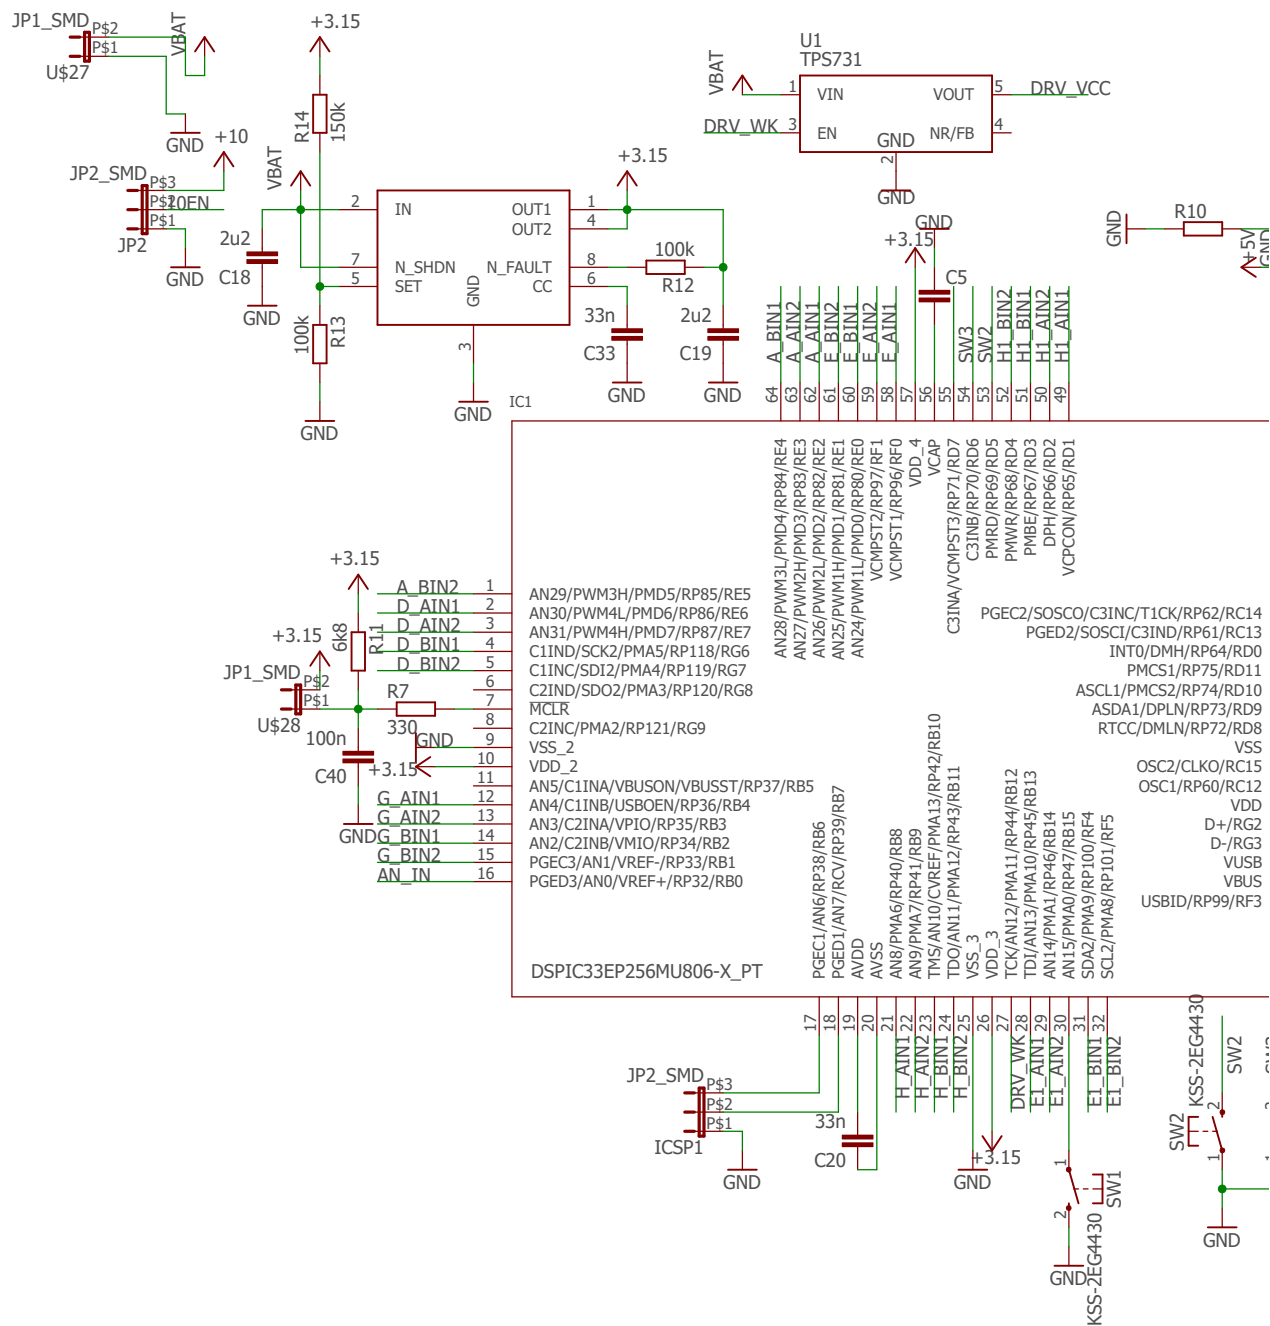 JP1_SMD
P$2
P$1
U$27
VBAT
GND
+3.15
R14
150k
U1
TPS731
VBAT
1
VIN
VOUT
5
DRV_VCC
DRV_WK
3
EN
NR/FB
4
GND
2
GND
JP2_SMD
+10
P$3
P$2
10EN
P$1
JP2
GND
VBAT
2u2
C18
GND
2
IN
OUT1
1
OUT2
4
7
N_SHDN
N_FAULT
8
5
SET
CC
6
GND
3
GND
100k
R13
GND
+3.15
100k
R12
33n
C33
GND
2u2
C19
GND
GND
R10
+5V
GND
GND
+3.15
C5
A_BIN1
A_AIN2
A_AIN1
E_BIN2
E_BIN1
E_AIN2
E_AIN1
SW3
SW2
H1_BIN2
H1_BIN1
H1_AIN2
H1_AIN1
64
63
62
61
60
59
58
57
56
55
54
53
52
51
50
49
IC1
AN28/PWM3L/PMD4/RP84/RE4
AN27/PWM2H/PMD3/RP83/RE3
AN26/PWM2L/PMD2/RP82/RE2
AN25/PWM1H/PMD1/RP81/RE1
AN24/PWM1L/PMD0/RP80/RE0
VCMPST2/RP97/RF1
VCMPST1/RP96/RF0
VDD_4
VCAP
C3INA/VCMPST3/RP71/RD7
C3INB/RP70/RD6
PMRD/RP69/RD5
PMWR/RP68/RD4
PMBE/RP67/RD3
DPH/RP66/RD2
VCPCON/RP65/RD1
+3.15
6k8
R11
+3.15
JP1_SMD
P$2
P$1
U$28
R7
330
100n
C40
GND
GND
+3.15
A_BIN2
1
AN29/PWM3H/PMD5/RP85/RE5
D_AIN1
2
AN30/PWM4L/PMD6/RP86/RE6
D_AIN2
3
AN31/PWM4H/PMD7/RP87/RE7
D_BIN1
4
C1IND/SCK2/PMA5/RP118/RG6
D_BIN2
5
C1INC/SDI2/PMA4/RP119/RG7
6
C2IND/SDO2/PMA3/RP120/RG8
7
MCLR
8
C2INC/PMA2/RP121/RG9
9
VSS_2
10
VDD_2
11
AN5/C1INA/VBUSON/VBUSST/RP37/RB5
G_AIN1
12
AN4/C1INB/USBOEN/RP36/RB4
G_AIN2
13
AN3/C2INA/VPIO/RP35/RB3
G_BIN1
14
AN2/C2INB/VMIO/RP34/RB2
G_BIN2
15
PGEC3/AN1/VREF-/RP33/RB1
AN_IN
16
PGED3/AN0/VREF+/RP32/RB0
PGEC2/SOSCO/C3INC/T1CK/RP62/RC14
PGED2/SOSCI/C3IND/RP61/RC13
INT0/DMH/RP64/RD0
PMCS1/RP75/RD11
ASCL1/PMCS2/RP74/RD10
ASDA1/DPLN/RP73/RD9
RTCC/DMLN/RP72/RD8
VSS
OSC2/CLKO/RC15
OSC1/RP60/RC12
VDD
D+/RG2
D-/RG3
VUSB
VBUS
USBID/RP99/RF3
DSPIC33EP256MU806-X_PT
PGEC1/AN6/RP38/RB6
PGED1/AN7/RCV/RP39/RB7
AVDD
AVSS
AN8/PMA6/RP40/RB8
AN9/PMA7/RP41/RB9
TMS/AN10/CVREF/PMA13/RP42/RB10
TDO/AN11/PMA12/RP43/RB11
VSS_3
VDD_3
TCK/AN12/PMA11/RP44/RB12
TDI/AN13/PMA10/RP45/RB13
AN14/PMA1/RP46/RB14
AN15/PMA0/RP47/RB15
SDA2/PMA9/RP100/RF4
SCL2/PMA8/RP101/RF5
17
18
19
20
21
22
23
24
25
26
27
28
29
30
31
32
H_AIN1
H_AIN2
H_BIN1
H_BIN2
DRV_WK
E1_AIN1
E1_AIN2
E1_BIN1
E1_BIN2
JP2_SMD
P$3
P$2
P$1
ICSP1
GND
33n
C20
GND
+3.15
1
2
SW1
KSS-2EG4430
GND
KSS-2EG4430
SW2
SW2
2
1
GND